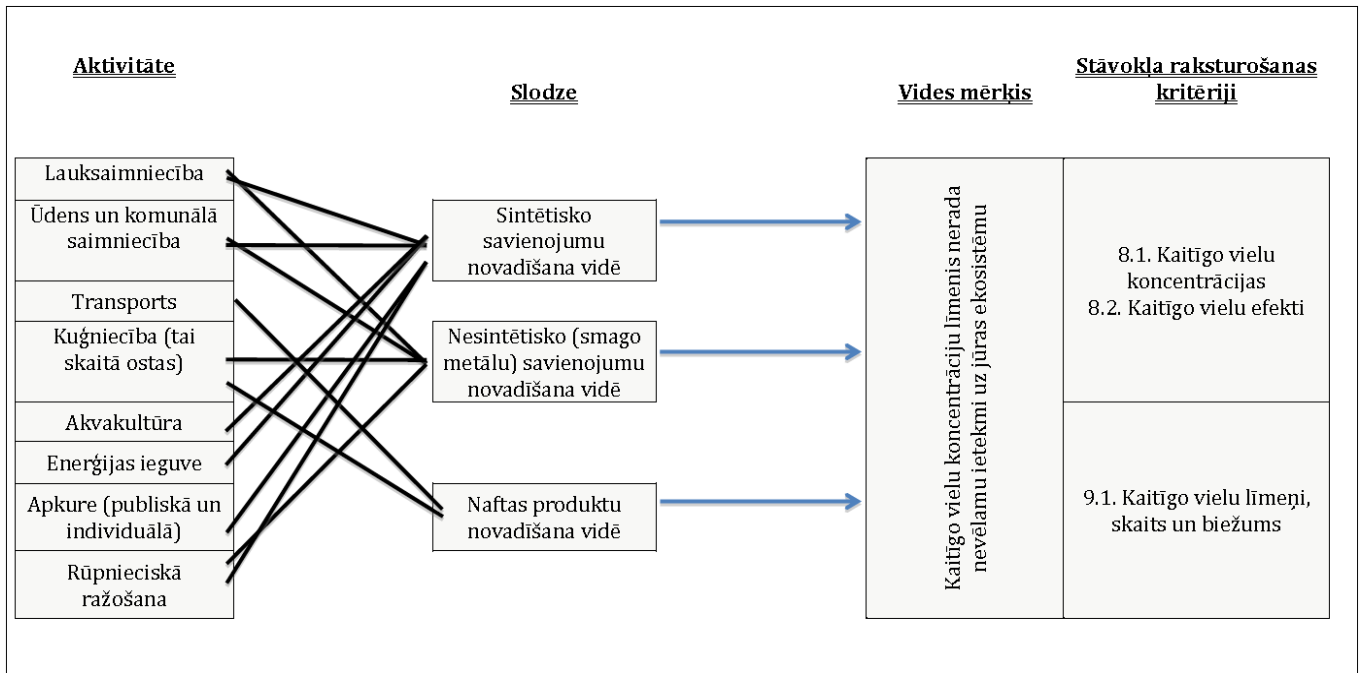 Aktivitāte
Slodze
Vides mērķis
Stāvokļa raksturošanas
kritēriji
Lauksaimniecība
Ūdens un komunālā
saimniecība
Transports
Kuģniecība (tai
skaitā ostas)
Akvakultūra
Enerģijas ieguve
Apkure (publiskā un
individuālā)
Rūpnieciskā
ražošana
Sintētisko
savienojumu
novadīšana vidē
Nesintētisko (smago
metālu) savienojumu
novadīšana vidē
Naftas produktu
novadīšana vidē
Kaitīgo vielu koncentrāciju līmenis nerada
nevēlamu ietekmi uz jūras ekosistēmu
8.1. Kaitīgo vielu
koncentrācijas
8.2. Kaitīgo vielu efekti
9.1. Kaitīgo vielu līmeņi,
skaits un biežums